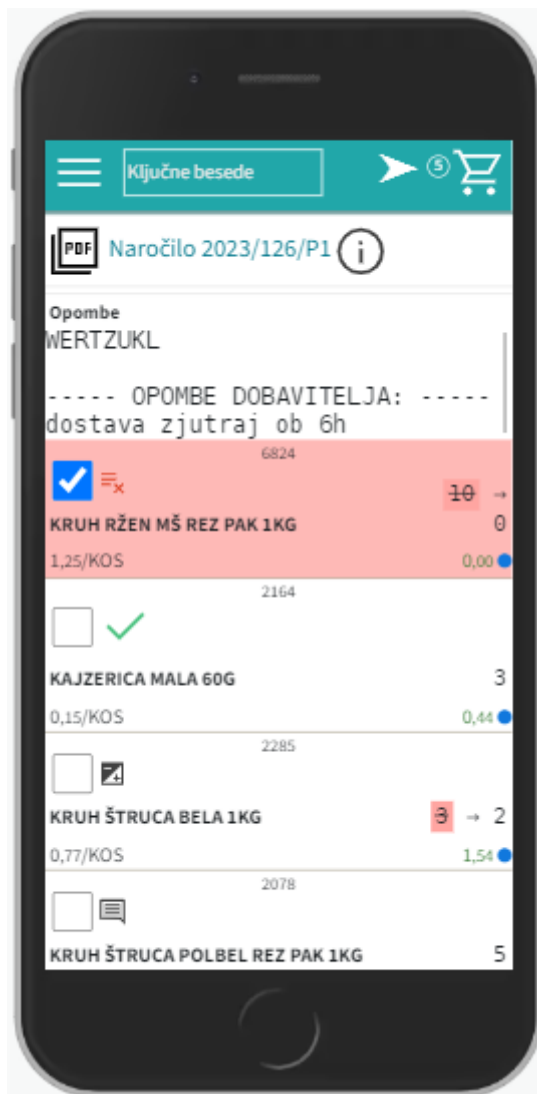 Ključne besede
5
PDF Naročilo 2023/126/P1 i
Opombe
WERTZUKL
----- OPOMBE DOBAVITELJA: -----
dostava zjutraj ob 6h
6824
10 →
KRUH RŽEN MŠ REZ PAK 1KG 0
1,25/KOS 0,00
2164
KAJZERICA MALA 60G 3
0,15/KOS 0,44
2285
KRUH ŠTRUCA BELA 1KG 3 → 2
0,77/KOS 1,54
2078
KRUH ŠTRUCA POLBEL REZ PAK 1KG 5